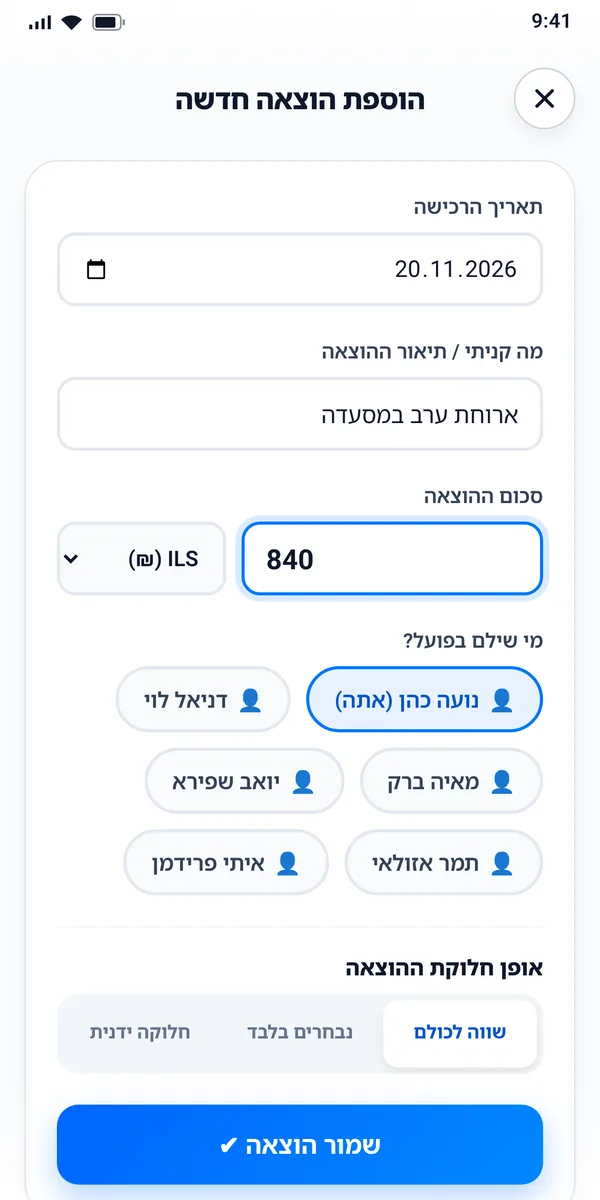 9:41
הוספת הוצאה חדשה
תאריך הרכישה
20.11.2026
מה קניתי / תיאור ההוצאה
ארוחת ערב במסעדה
סכום ההוצאה
840
ILS (₪)
מי שילם בפועל?
👤 נועה כהן (אתה)
👤 דניאל לוי
👤 מאיה ברק
👤 יואב שפירא
👤 תמר אזולאי
👤 איתי פרידמן
אופן חלוקת ההוצאה
שווה לכולם
נבחרים בלבד
חלוקה ידנית
שמור הוצאה ✔